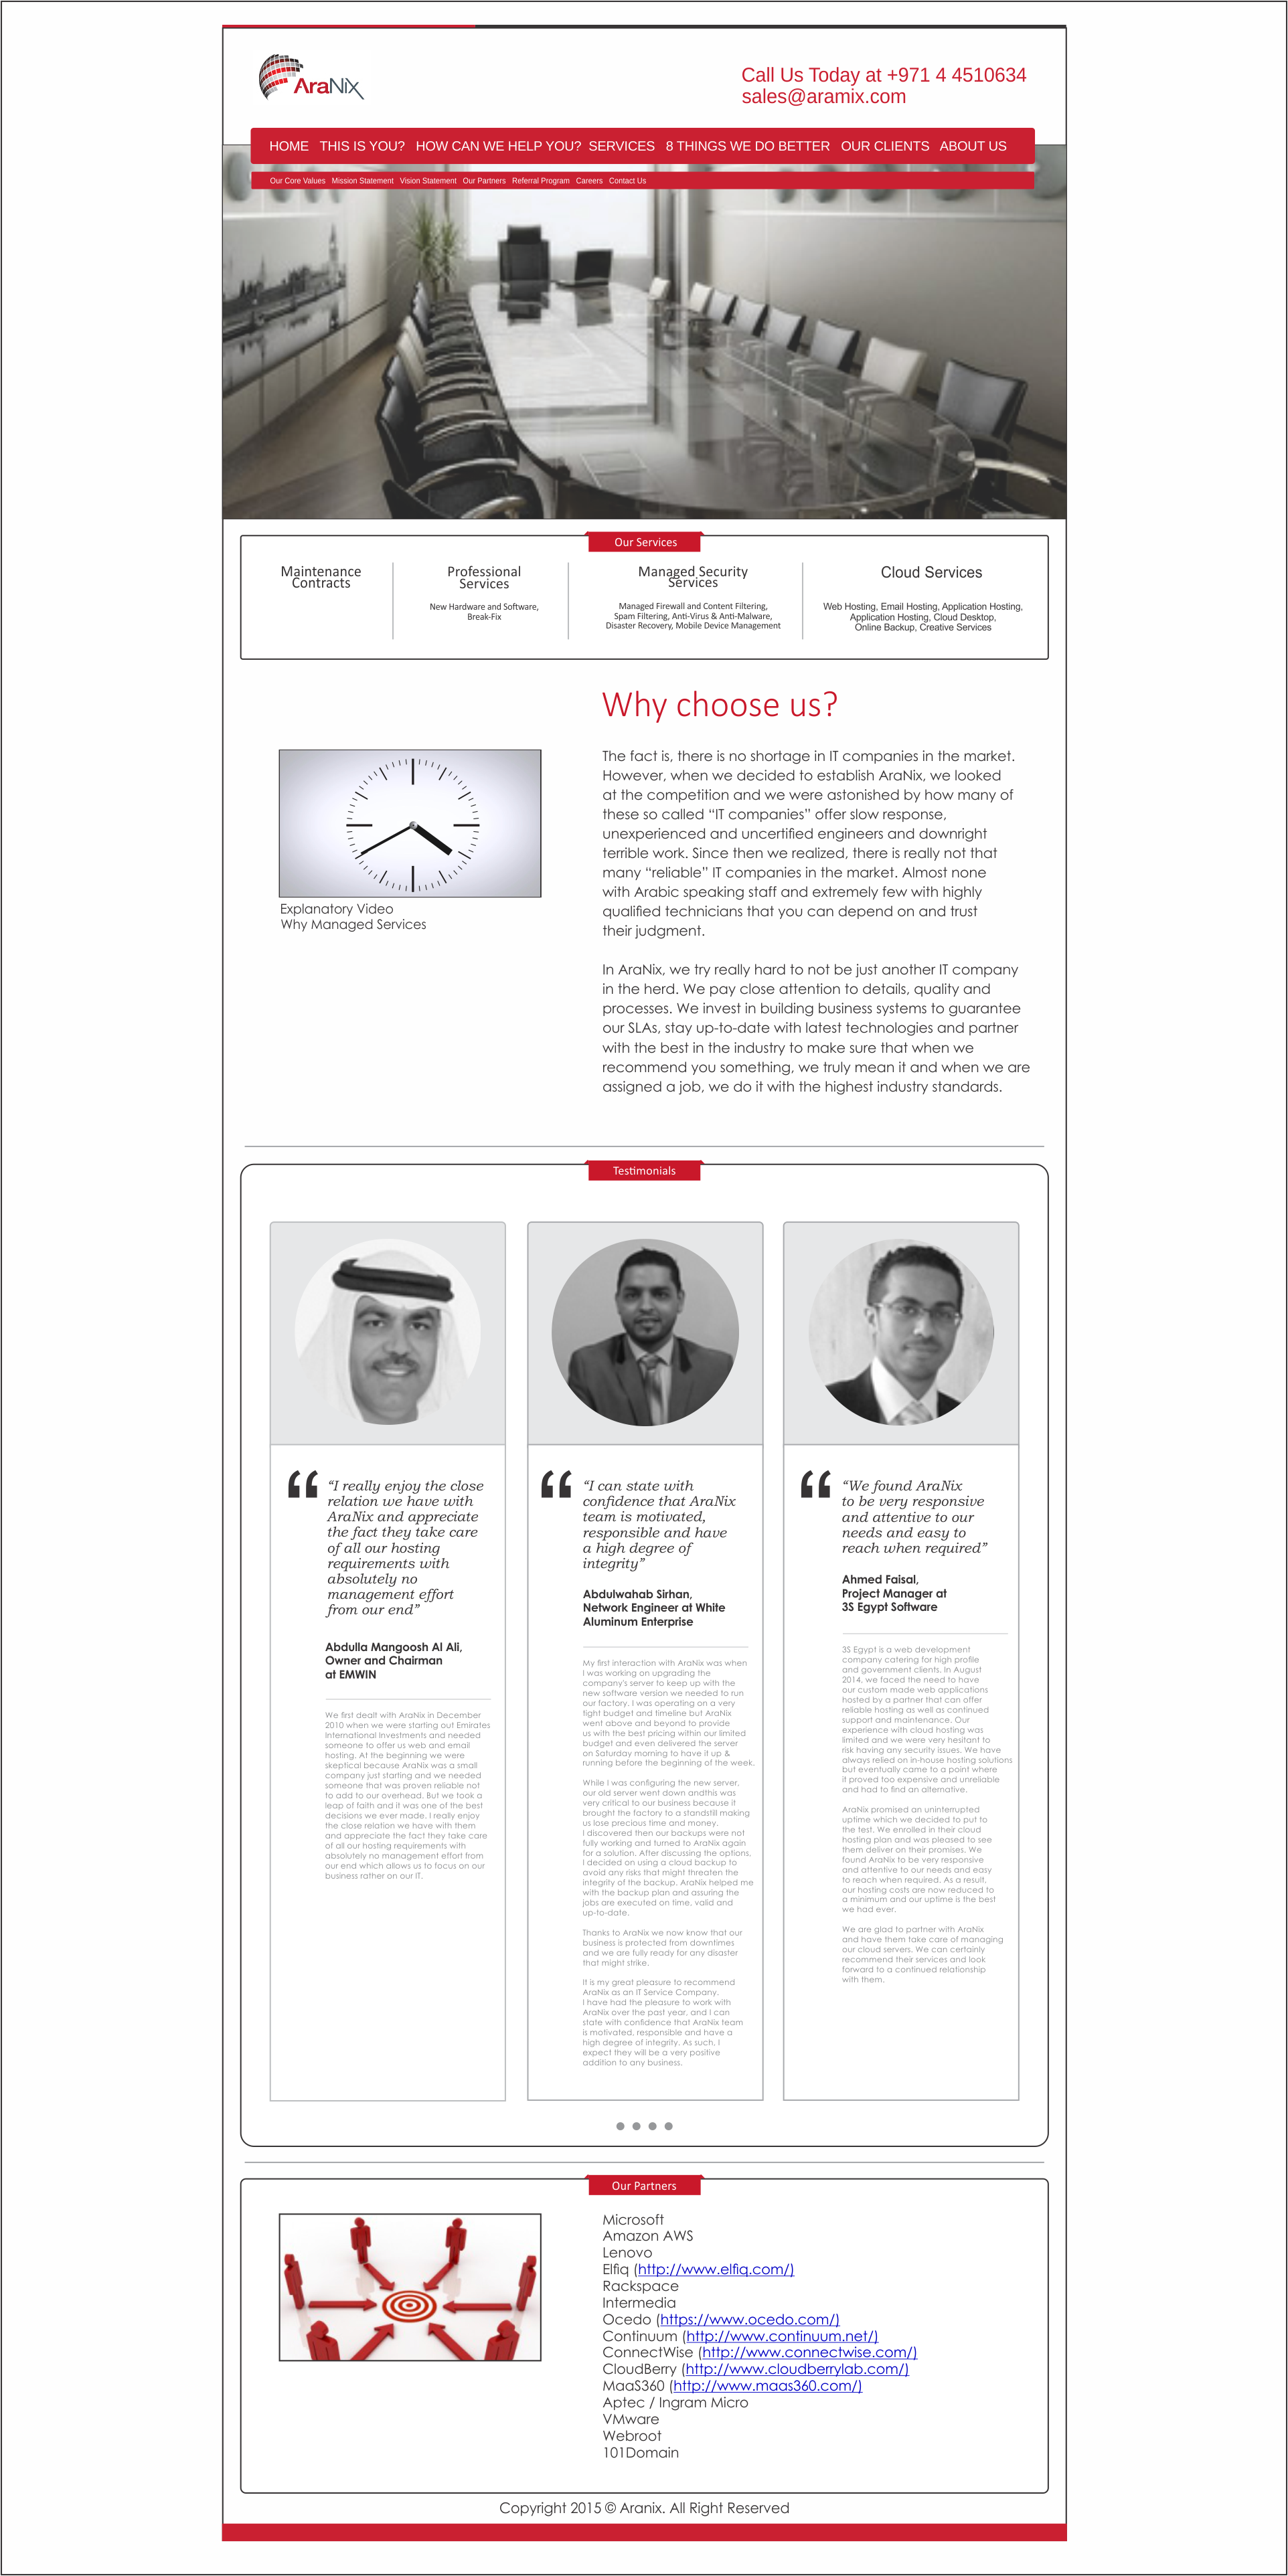 AraNix
Call Us Today at +971 4 4510634
sales@aramix.com
HOME THIS IS YOU? HOW CAN WE HELP YOU? SERVICES 8 THINGS WE DO BETTER OUR CLIENTS ABOUT US
Our Core Values Mission Statement Vision Statement Our Partners Referral Program Careers Contact Us
Our Services
Maintenance
Contracts
Professional
Services
New Hardware and Software,
Break-Fix
Managed Security
Services
Managed Firewall and Content Filtering,
Spam Filtering, Anti-Virus & Anti-Malware,
Disaster Recovery, Mobile Device Management
Cloud Services
Web Hosting, Email Hosting, Application Hosting,
Application Hosting, Cloud Desktop,
Online Backup, Creative Services
Why choose us?
The fact is, there is no shortage in IT companies in the market.
However, when we decided to establish AraNix, we looked
at the competition and we were astonished by how many of
these so called “IT companies” offer slow response,
unexperienced and uncertified engineers and downright
terrible work. Since then we realized, there is really not that
many “reliable” IT companies in the market. Almost none
with Arabic speaking staff and extremely few with highly
qualified technicians that you can depend on and trust
their judgment.
In AraNix, we try really hard to not be just another IT company
in the herd. We pay close attention to details, quality and
processes. We invest in building business systems to guarantee
our SLAs, stay up-to-date with latest technologies and partner
with the best in the industry to make sure that when we
recommend you something, we truly mean it and when we are
assigned a job, we do it with the highest industry standards.
Explanatory Video
Why Managed Services
Testimonials
“I really enjoy the close
relation we have with
AraNix and appreciate
the fact they take care
of all our hosting
requirements with
absolutely no
management effort
from our end”
Abdulla Mangoosh Al Ali,
Owner and Chairman
at EMWIN
We first dealt with AraNix in December
2010 when we were starting out Emirates
International Investments and needed
someone to offer us web and email
hosting. At the beginning we were
skeptical because AraNix was a small
company just starting and we needed
someone that was proven reliable not
to add to our overhead. But we took a
leap of faith and it was one of the best
decisions we ever made. I really enjoy
the close relation we have with them
and appreciate the fact they take care
of all our hosting requirements with
absolutely no management effort from
our end which allows us to focus on our
business rather on our IT.
“I can state with
confidence that AraNix
team is motivated,
responsible and have
a high degree of
integrity”
Abdulwahab Sirhan,
Network Engineer at White
Aluminum Enterprise
My first interaction with AraNix was when
I was working on upgrading the
company's server to keep up with the
new software version we needed to run
our factory. I was operating on a very
tight budget and timeline but AraNix
went above and beyond to provide
us with the best pricing within our limited
budget and even delivered the server
on Saturday morning to have it up &
running before the beginning of the week.
While I was configuring the new server,
our old server went down andthis was
very critical to our business because it
brought the factory to a standstill making
us lose precious time and money.
I discovered then our backups were not
fully working and turned to AraNix again
for a solution. After discussing the options,
I decided on using a cloud backup to
avoid any risks that might threaten the
integrity of the backup. AraNix helped me
with the backup plan and assuring the
jobs are executed on time, valid and
up-to-date.
Thanks to AraNix we now know that our
business is protected from downtimes
and we are fully ready for any disaster
that might strike.
It is my great pleasure to recommend
AraNix as an IT Service Company.
I have had the pleasure to work with
AraNix over the past year, and I can
state with confidence that AraNix team
is motivated, responsible and have a
high degree of integrity. As such, I
expect they will be a very positive
addition to any business.
“We found AraNix
to be very responsive
and attentive to our
needs and easy to
reach when required”
Ahmed Faisal,
Project Manager at
3S Egypt Software
3S Egypt is a web development
company catering for high profile
and government clients. In August
2014, we faced the need to have
our custom made web applications
hosted by a partner that can offer
reliable hosting as well as continued
support and maintenance. Our
experience with cloud hosting was
limited and we were very hesitant to
risk having any security issues. We have
always relied on in-house hosting solutions
but eventually came to a point where
it proved too expensive and unreliable
and had to find an alternative.
AraNix promised an uninterrupted
uptime which we decided to put to
the test. We enrolled in their cloud
hosting plan and was pleased to see
them deliver on their promises. We
found AraNix to be very responsive
and attentive to our needs and easy
to reach when required. As a result,
our hosting costs are now reduced to
a minimum and our uptime is the best
we had ever.
We are glad to partner with AraNix
and have them take care of managing
our cloud servers. We can certainly
recommend their services and look
forward to a continued relationship
with them.
Our Partners
Microsoft
Amazon AWS
Lenovo
Elfiq (http://www.elfiq.com/)
Rackspace
Intermedia
Ocedo (https://www.ocedo.com/)
Continuum (http://www.continuum.net/)
ConnectWise (http://www.connectwise.com/)
CloudBerry (http://www.cloudberrylab.com/)
MaaS360 (http://www.maas360.com/)
Aptec / Ingram Micro
VMware
Webroot
101Domain
Copyright 2015 © Aranix. All Right Reserved